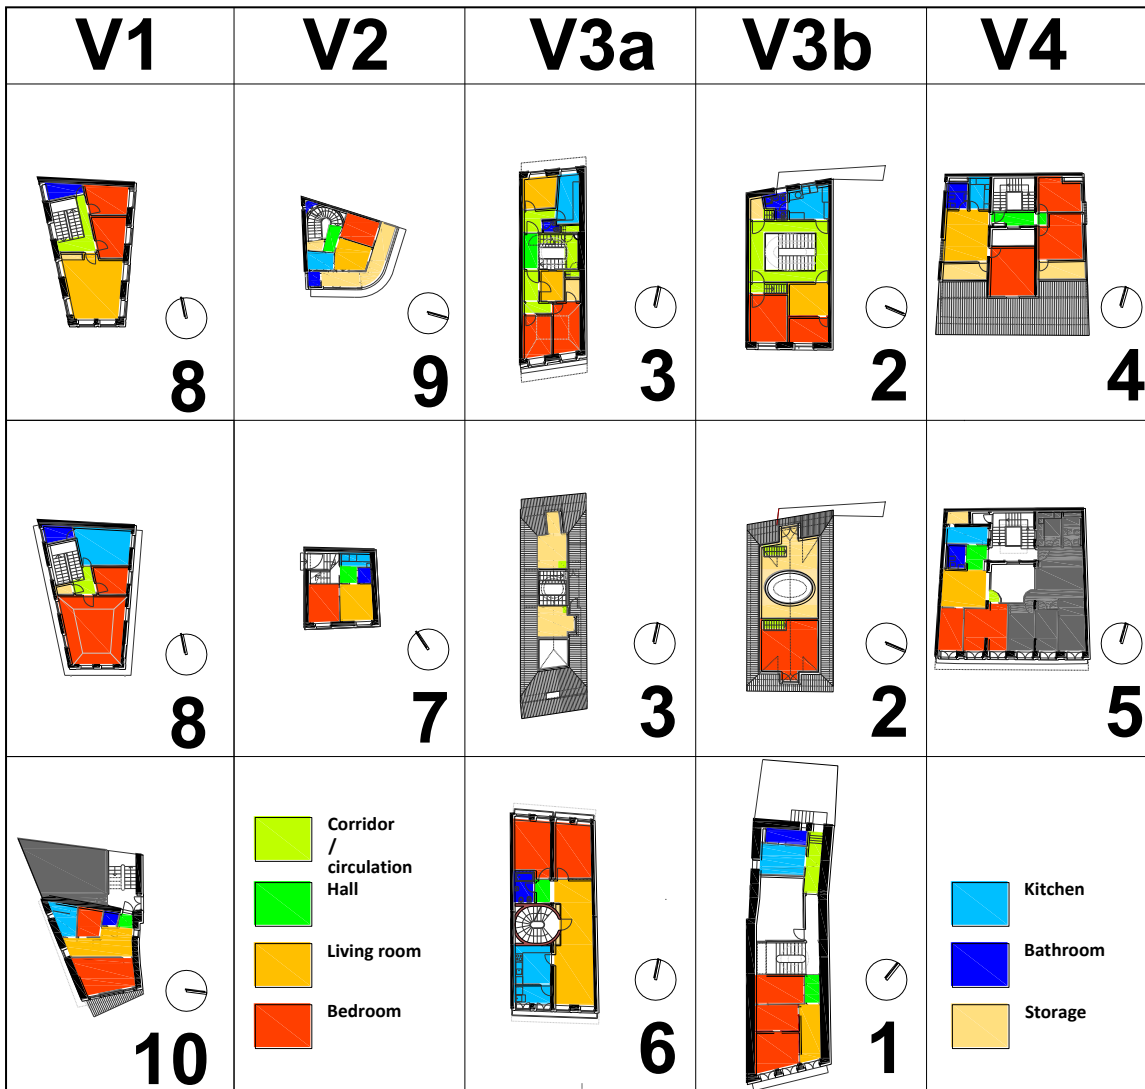 V1 V2 V3a V3b V4
8 9 3 2 4
8 7 3 2 5
Corridor
/
circulation
Hall
Living room
Bedroom
Kitchen
Bathroom
Storage
10 6 1